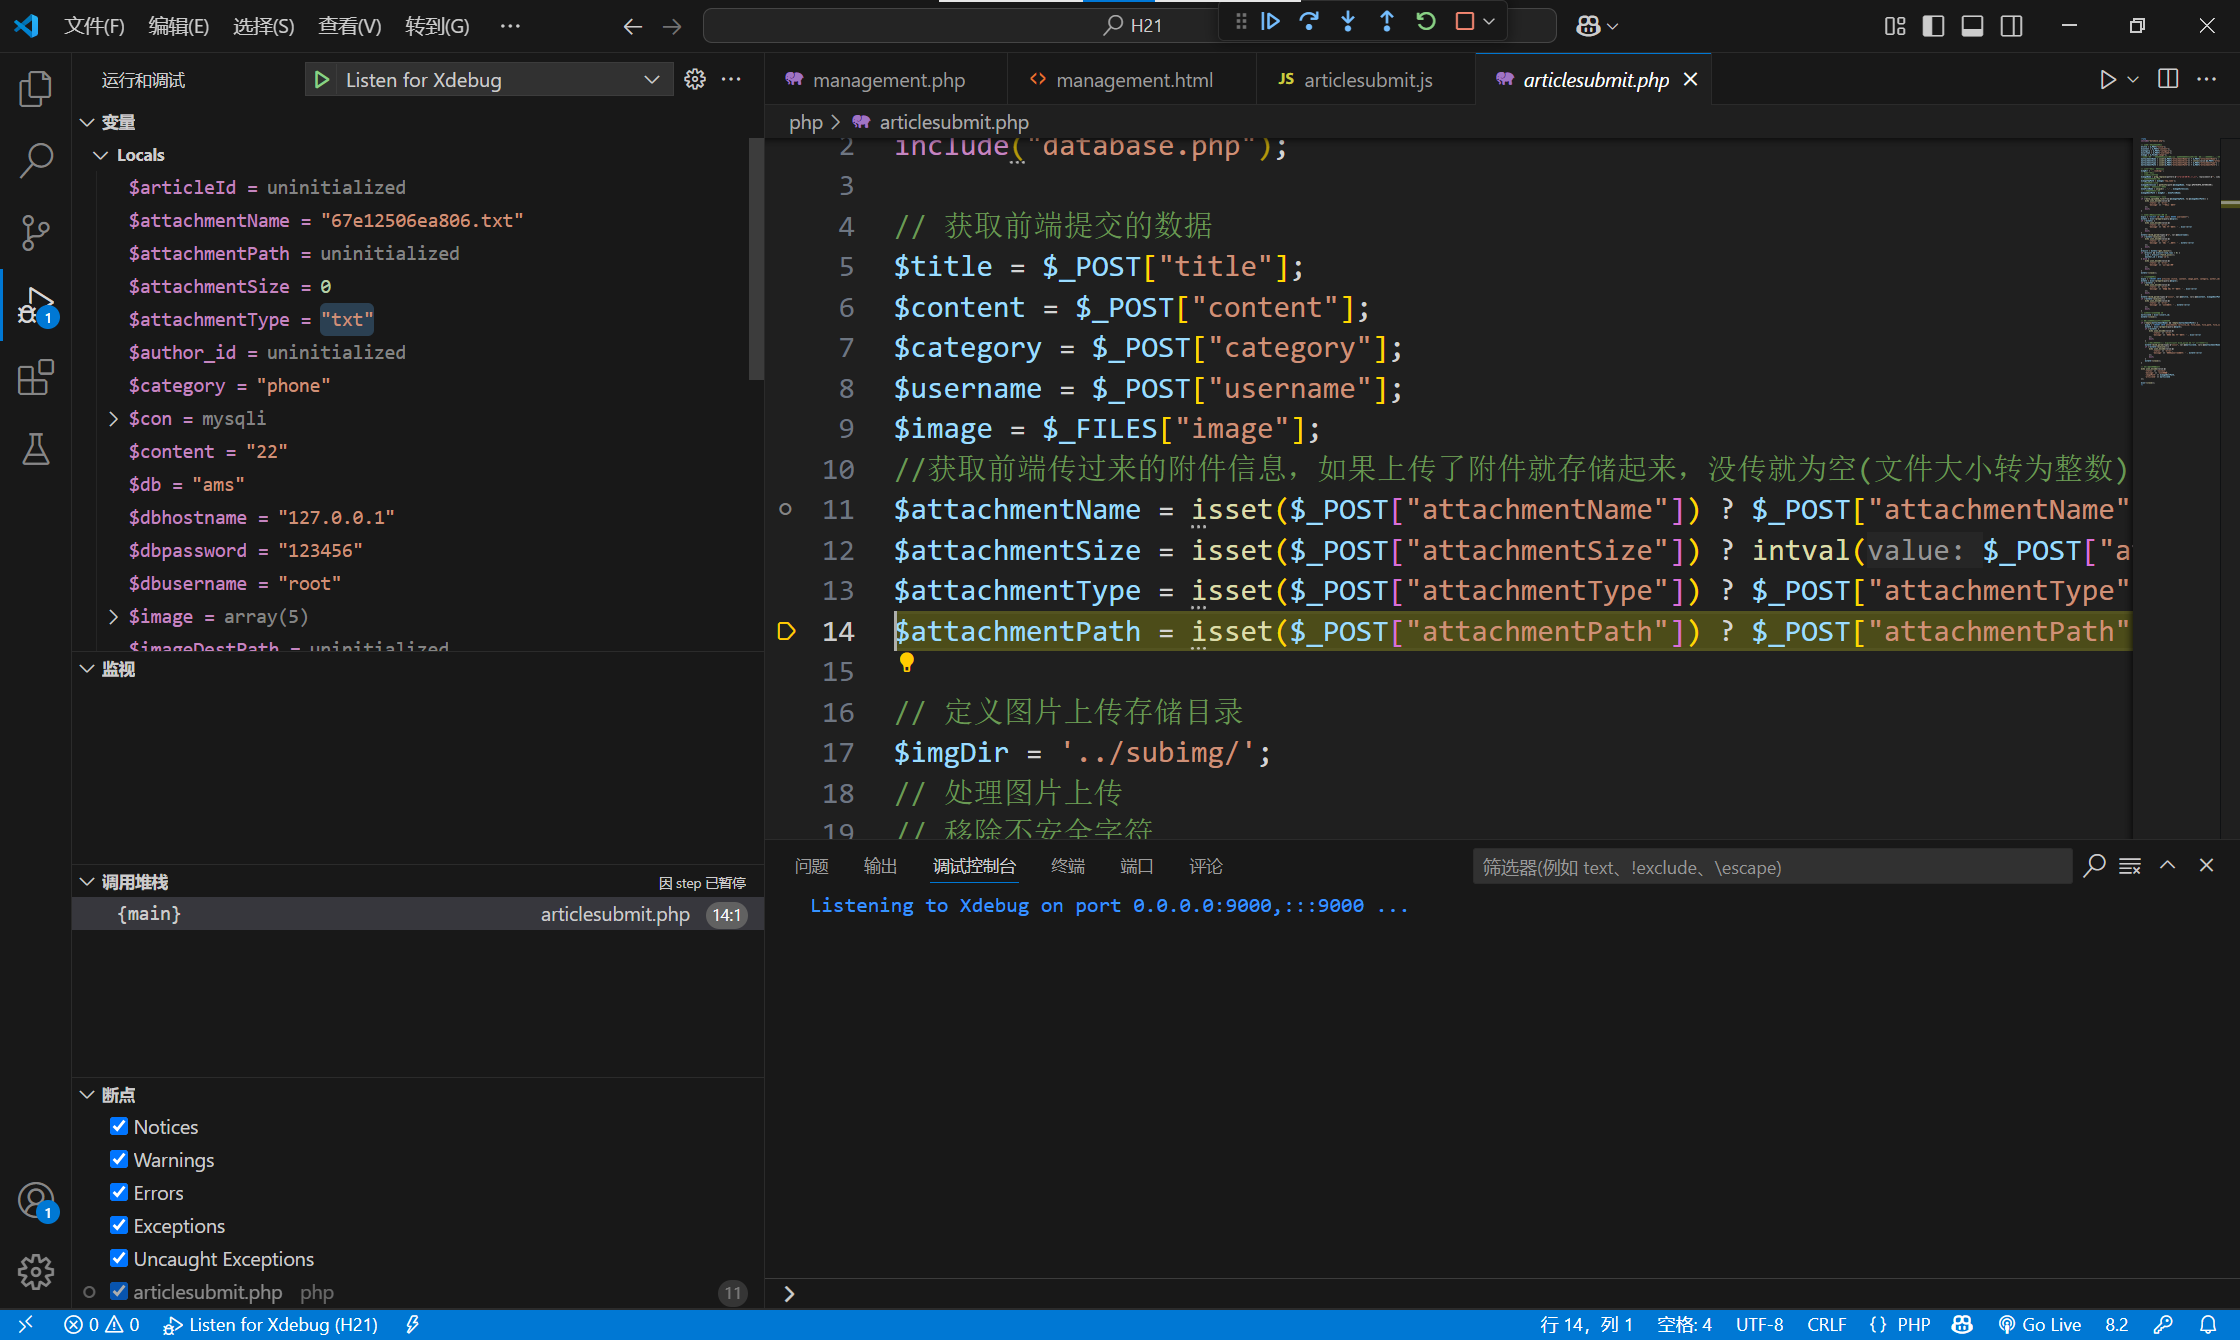 文件(F) 编辑(E) 选择(S) 查看(V) 转到(G) ··· H21
运行和调试 Listen for Xdebug ···
变量
Locals
$articleId = uninitialized
$attachmentName = "67e12506ea806.txt"
$attachmentPath = uninitialized
$attachmentSize = 0
$attachmentType = "txt"
$author_id = uninitialized
$category = "phone"
$con = mysqli
$content = "22"
$db = "ams"
$dbhostname = "127.0.0.1"
$dbpassword = "123456"
$dbusername = "root"
$image = array(5)
$imageDestPath = uninitialized
监视
调用堆栈 因 step 已暂停
{main} articlesubmit.php 14:1
断点
Notices
Warnings
Errors
Exceptions
Uncaught Exceptions
articlesubmit.php php 11
management.php management.html JS articlesubmit.js articlesubmit.php
php > articlesubmit.php
2 include("database.php");
3
4 // 获取前端提交的数据
5 $title = $_POST["title"];
6 $content = $_POST["content"];
7 $category = $_POST["category"];
8 $username = $_POST["username"];
9 $image = $_FILES["image"];
10 //获取前端传过来的附件信息，如果上传了附件就存储起来，没传就为空(文件大小转为整数)
11 $attachmentName = isset($_POST["attachmentName"]) ? $_POST["attachmentName"
12 $attachmentSize = isset($_POST["attachmentSize"]) ? intval(value: $_POST["a
13 $attachmentType = isset($_POST["attachmentType"]) ? $_POST["attachmentType"
14 $attachmentPath = isset($_POST["attachmentPath"]) ? $_POST["attachmentPath"
15
16 // 定义图片上传存储目录
17 $imgDir = '../subimg/';
18 // 处理图片上传
19 // 移除不安全字符
问题 输出 调试控制台 终端 端口 评论 筛选器(例如 text、!exclude、\escape)
Listening to Xdebug on port 0.0.0.0:9000,:::9000 ...
1
1
0 0 Listen for Xdebug (H21) 行 14，列 1 空格: 4 UTF-8 CRLF {} PHP Go Live 8.2